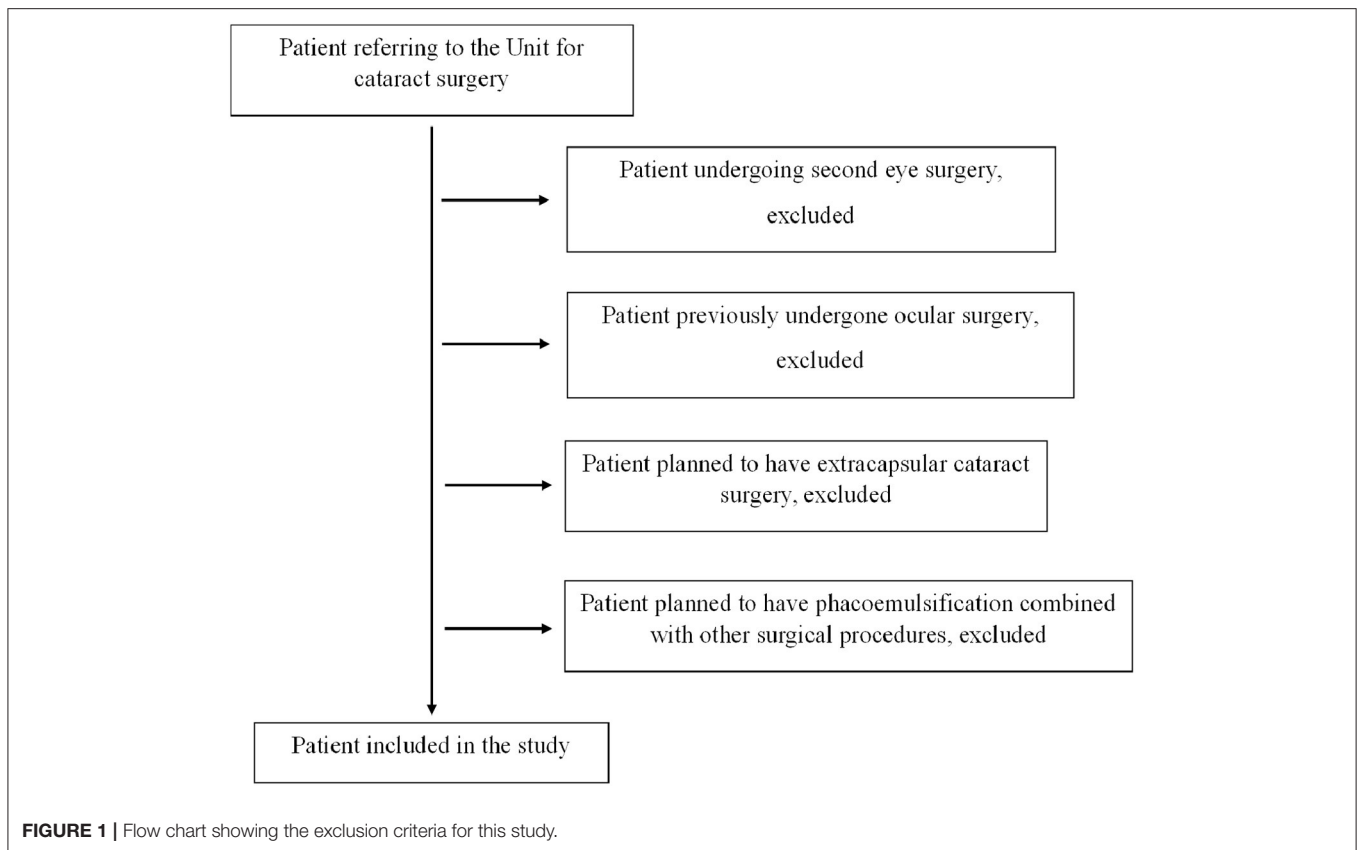 Patient referring to the Unit for
cataract surgery
Patient undergoing second eye surgery,
excluded
Patient previously undergone ocular surgery,
excluded
Patient planned to have extracapsular cataract
surgery, excluded
Patient planned to have phacoemulsification combined
with other surgical procedures, excluded
Patient included in the study
FIGURE 1 | Flow chart showing the exclusion criteria for this study.